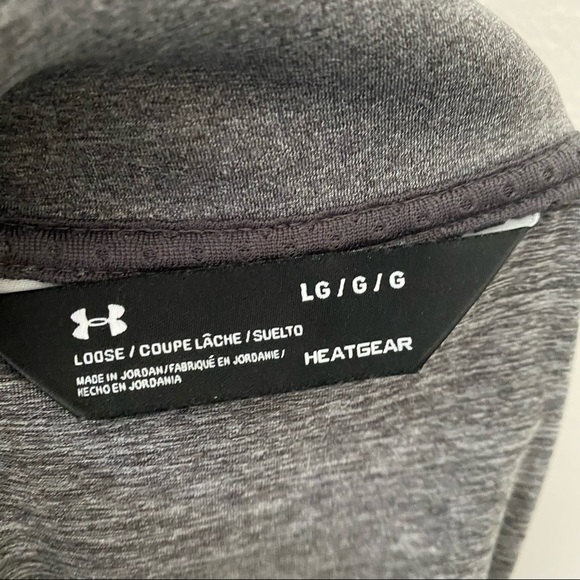 LG / G / G
LOOSE / COUPE LÂCHE / SUELTO
MADE IN JORDAN/FABRIQUÉ EN JORDANIE/
HECHO EN JORDANIA
HEATGEAR